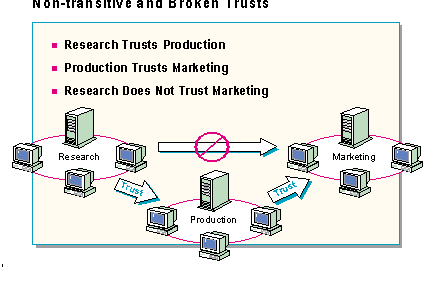 Non-transitive and Broken Trusts
Research Trusts Production
Production Trusts Marketing
Research Does Not Trust Marketing
Research
Marketing
Trust
Trust
Production